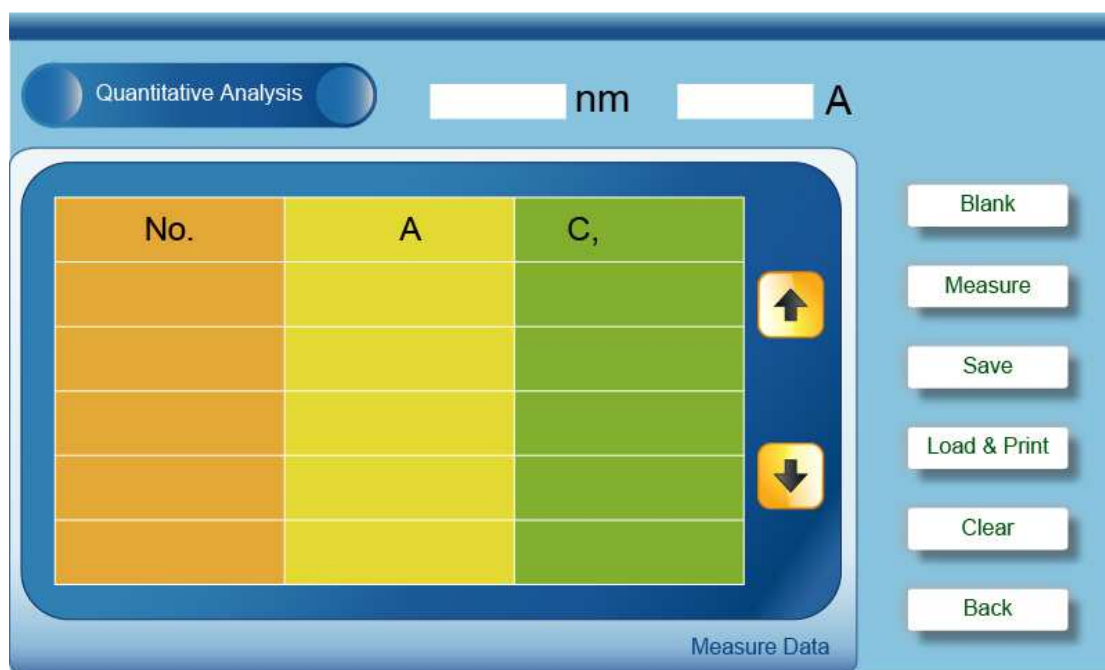 Quantitative Analysis
nm
A
No. A C,
Blank
Measure
Save
Load & Print
Clear
Back
Measure Data